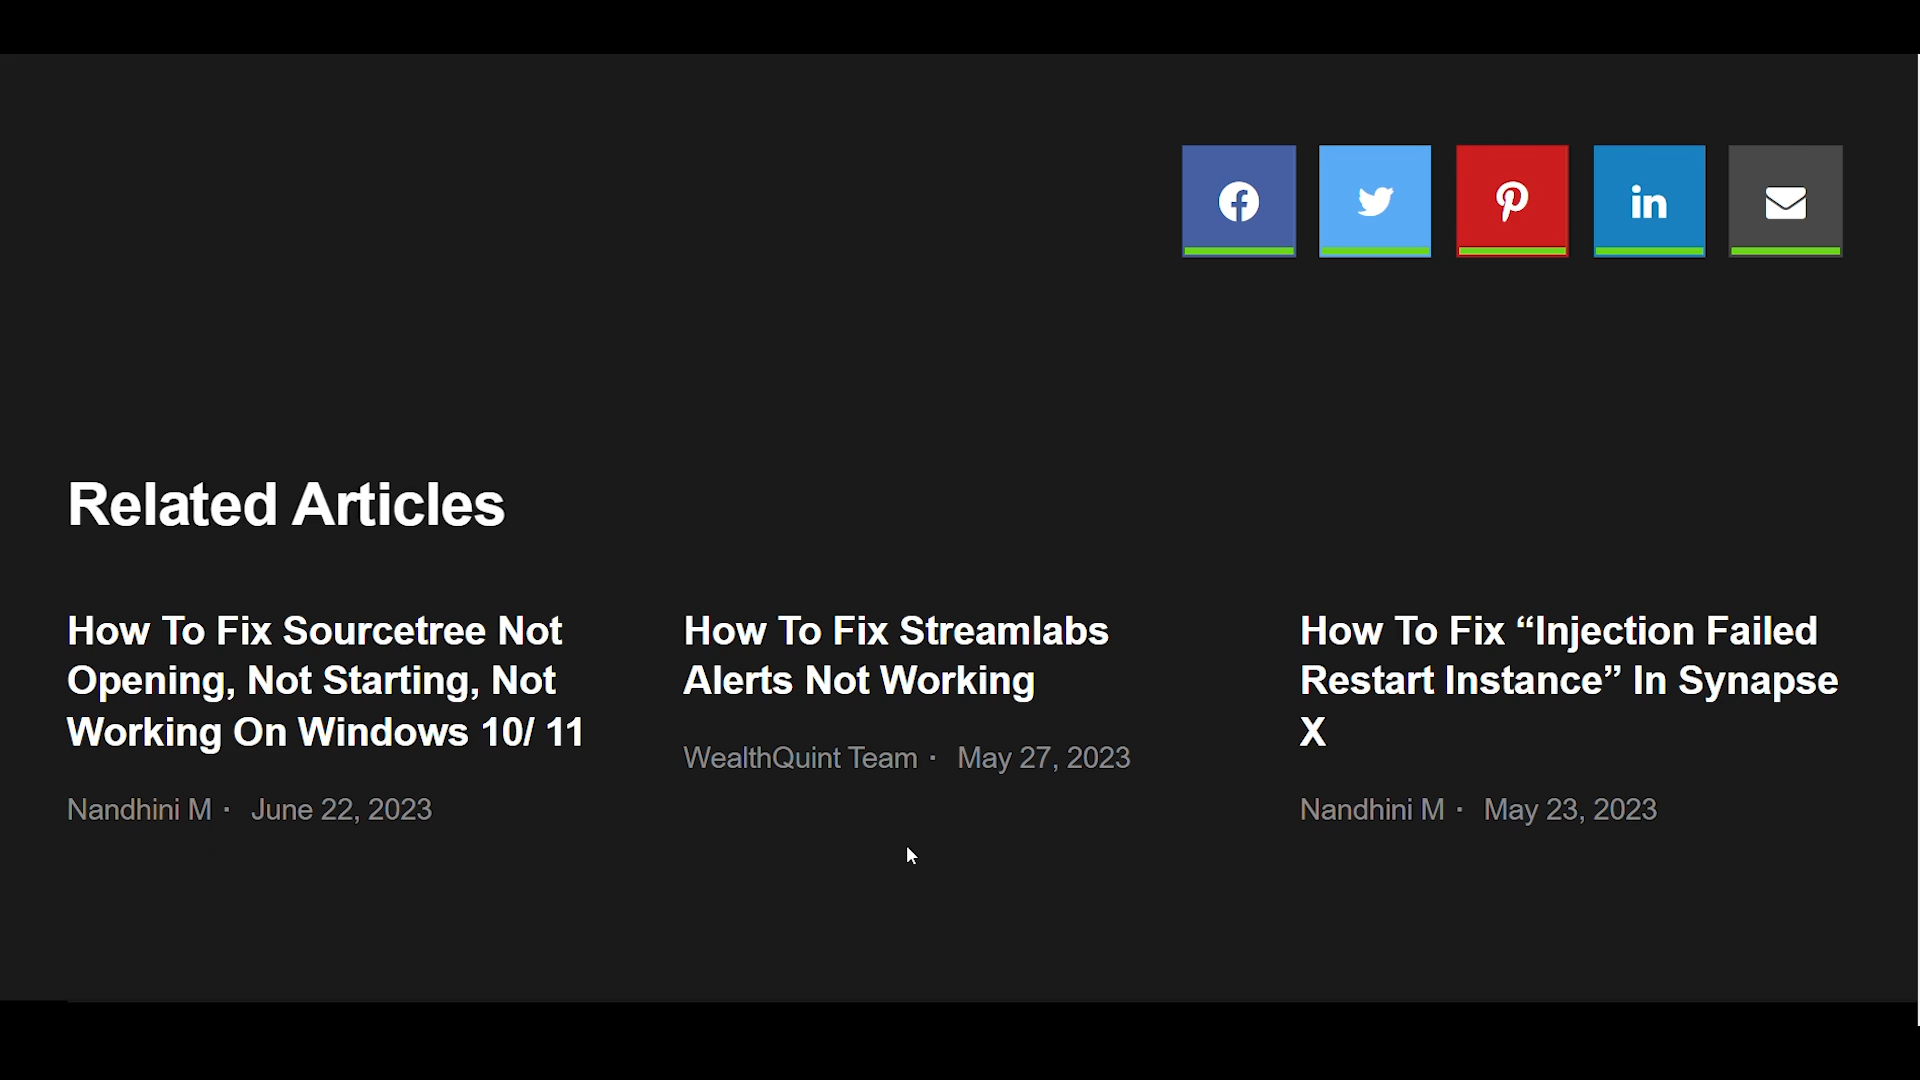 Related Articles
How To Fix Sourcetree Not
Opening, Not Starting, Not
Working On Windows 10/ 11
Nandhini M · June 22, 2023
How To Fix Streamlabs
Alerts Not Working
WealthQuint Team · May 27, 2023
How To Fix “Injection Failed
Restart Instance” In Synapse
X
Nandhini M · May 23, 2023